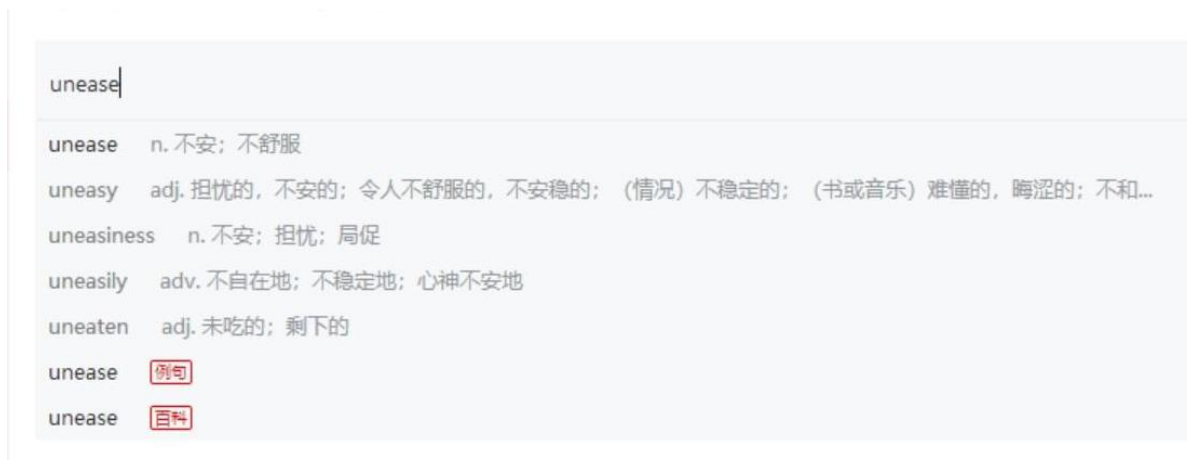 unease
unease n. 不安；不舒服
uneasy adj. 担忧的，不安的；令人不舒服的，不安稳的；（情况）不稳定的；（书或音乐）难懂的，晦涩的；不和...
uneasiness n. 不安；担忧；局促
uneasily adv. 不自在地；不稳定地；心神不安地
uneaten adj. 未吃的；剩下的
unease 例句
unease 百科